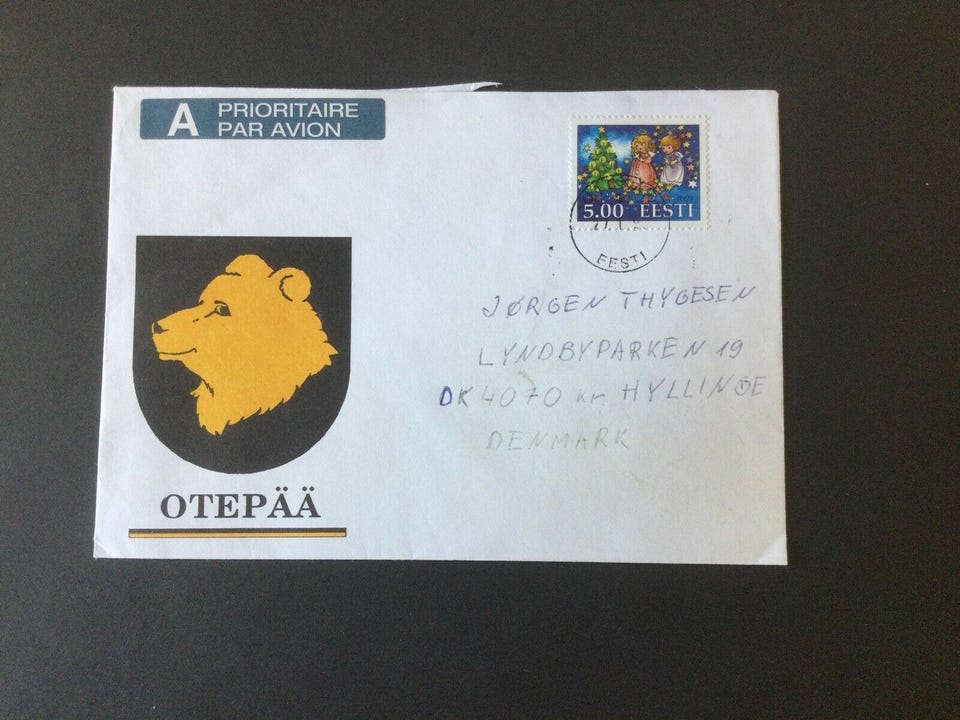 A PRIORITAIRE
PAR AVION
5.00 EESTI
EESTI
JØRGEN THYGESEN
LYNDBYPARKEN 19
DK 4070 KR HYLLINGE
DENMARK
OTEPÄÄ